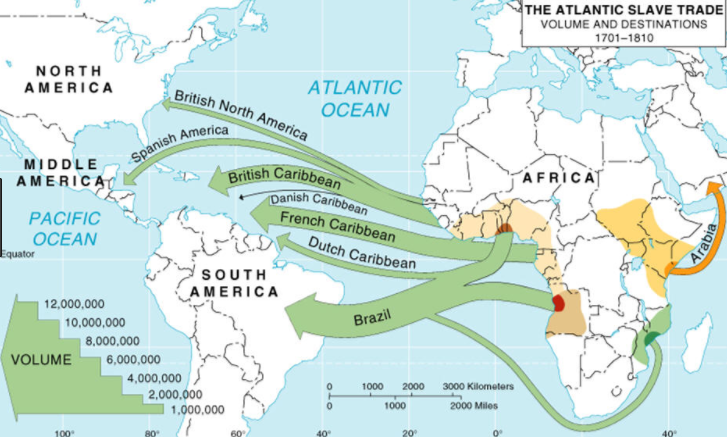 THE ATLANTIC SLAVE TRADE
VOLUME AND DESTINATIONS
1701–1810
NORTH
AMERICA
ATLANTIC
OCEAN
British North America
Spanish America
MIDDLE
AMERICA
British Caribbean
AFRICA
Danish Caribbean
PACIFIC
OCEAN
French Caribbean
Arabia
Equator
Dutch Caribbean
SOUTH
AMERICA
Brazil
VOLUME
12,000,000
10,000,000
8,000,000
6,000,000
4,000,000
2,000,000
1,000,000
0 1000 2000 3000 Kilometers
0 1000 2000 Miles
100° 80° 60° 40° 20° 0° 20° 40°